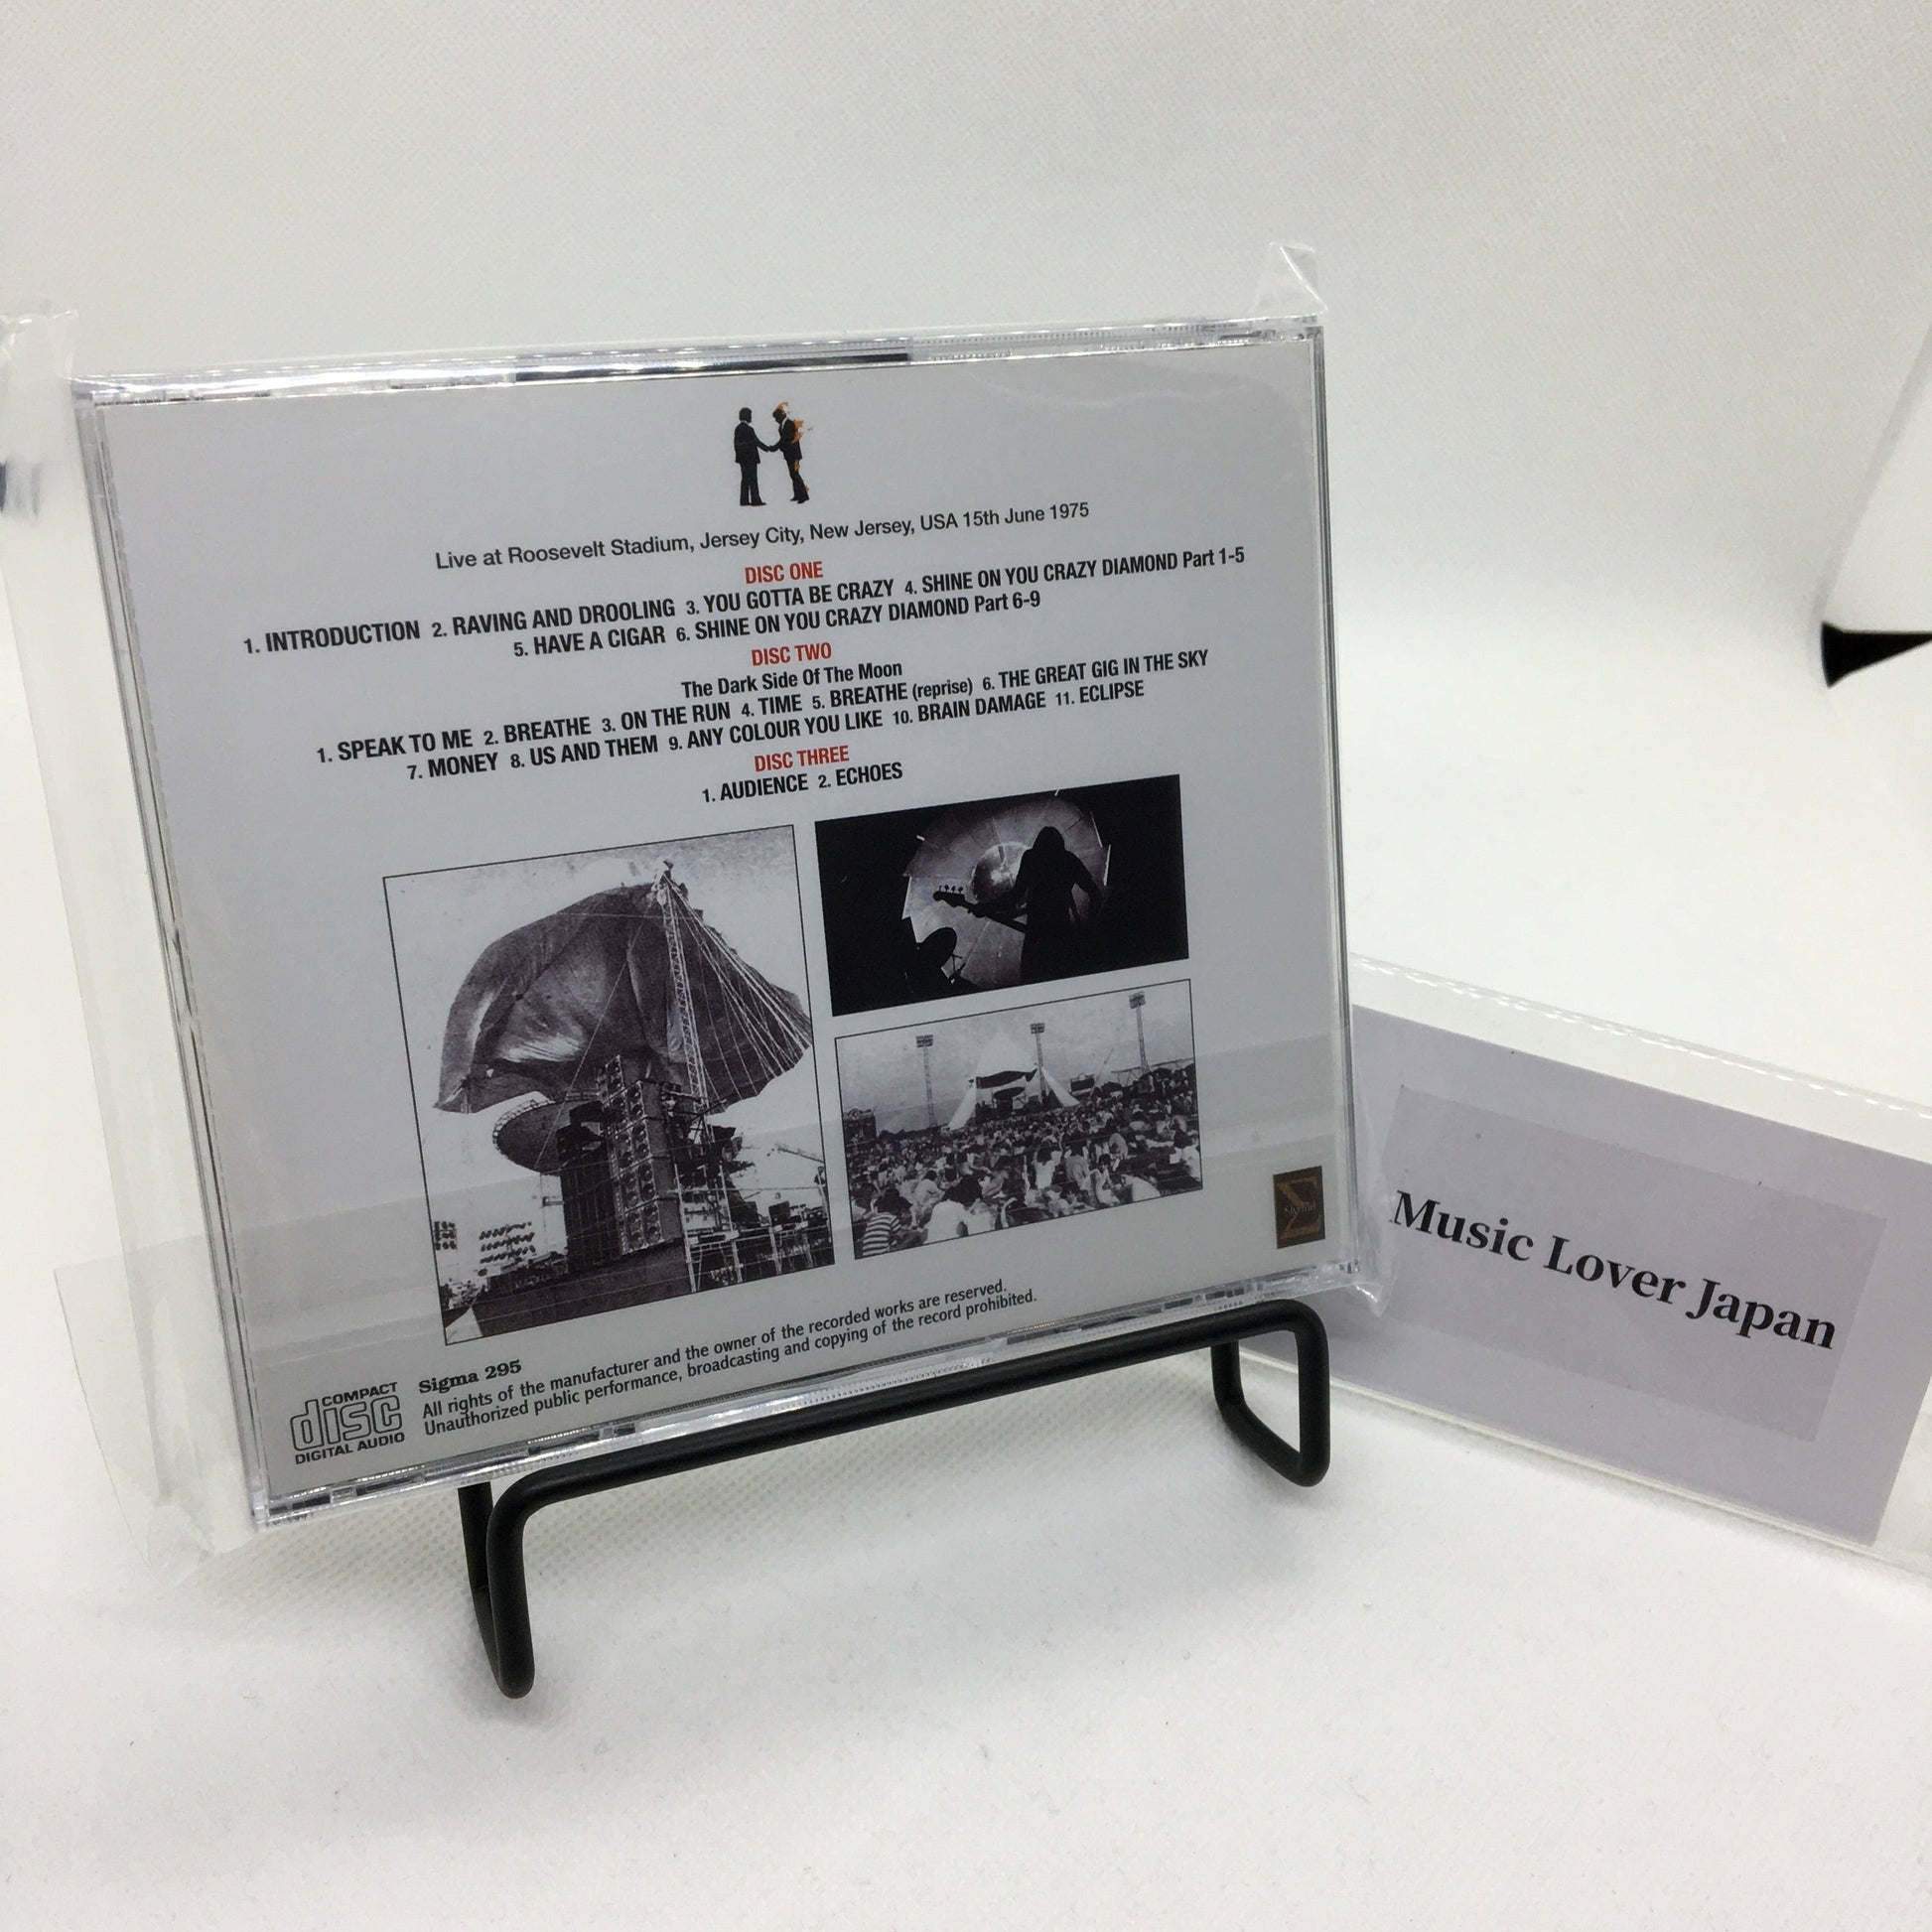 Live at Roosevelt Stadium, Jersey City, New Jersey, USA 15th June 1975
DISC ONE
1. INTRODUCTION 2. RAVING AND DROOLING 3. YOU GOTTA BE CRAZY 4. SHINE ON YOU CRAZY DIAMOND Part 1-5
5. HAVE A CIGAR 6. SHINE ON YOU CRAZY DIAMOND Part 6-9
DISC TWO
The Dark Side Of The Moon
1. SPEAK TO ME 2. BREATHE 3. ON THE RUN 4. TIME 5. BREATHE (reprise) 6. THE GREAT GIG IN THE SKY
7. MONEY 8. US AND THEM 9. ANY COLOUR YOU LIKE 10. BRAIN DAMAGE 11. ECLIPSE
DISC THREE
1. AUDIENCE 2. ECHOES
Sigma
COMPACT
disc
DIGITAL AUDIO
Sigma 295
All rights of the manufacturer and the owner of the recorded works are reserved.
Unauthorized public performance, broadcasting and copying of the record prohibited.
Music Lover Japan